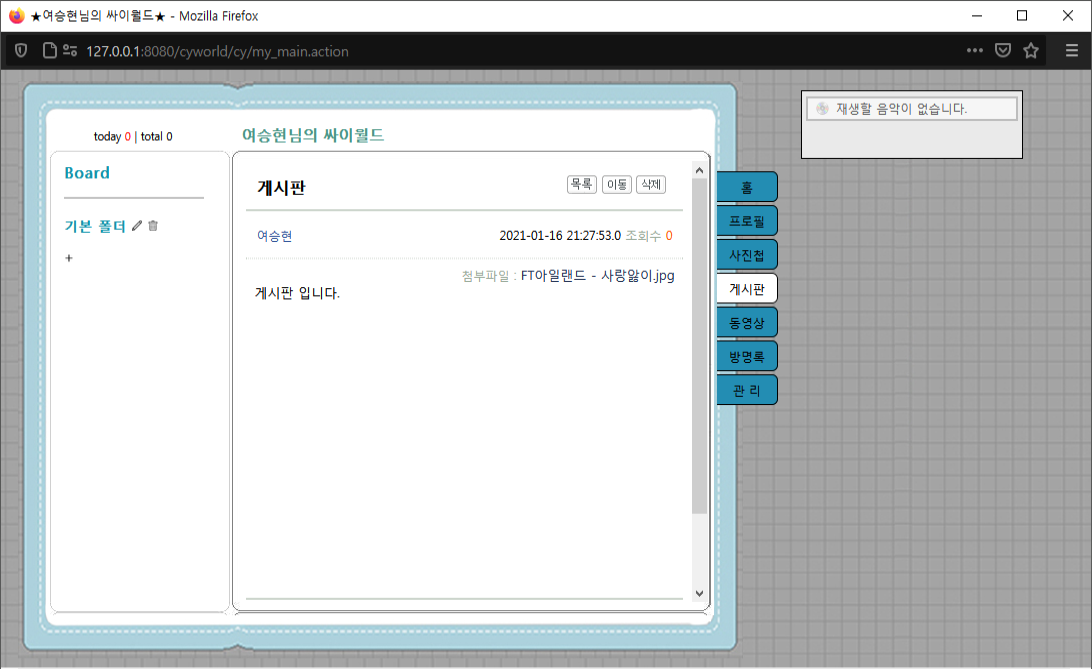 ★여승현님의 싸이월드★ - Mozilla Firefox
127.0.0.1:8080/cyworld/cy/my_main.action
today 0 | total 0
여승현님의 싸이월드
재생할 음악이 없습니다.
Board
기본 폴더
+
게시판
목록 이동 삭제
여승현 2021-01-16 21:27:53.0 조회수 0
첨부파일 : FT아일랜드 - 사랑앓이.jpg
게시판 입니다.
홈
프로필
사진첩
게시판
동영상
방명록
관 리